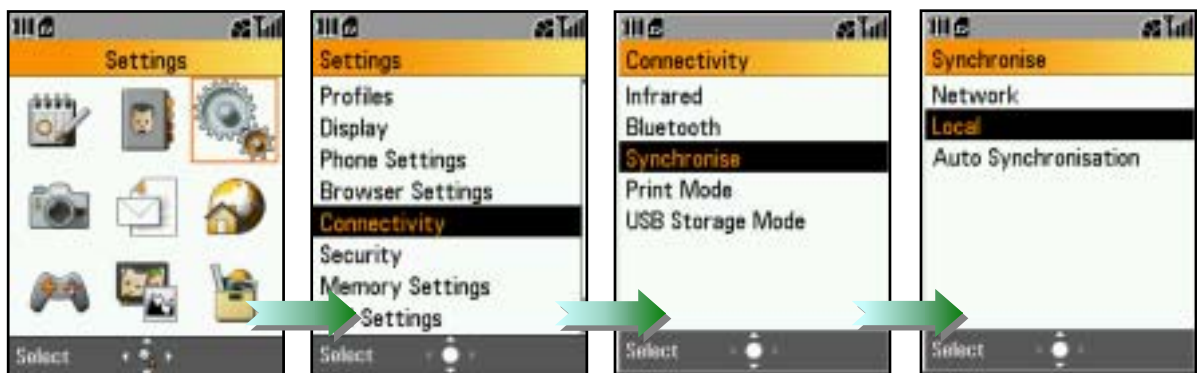 Settings
Select
Settings
Profiles
Display
Phone Settings
Browser Settings
Connectivity
Security
Memory Settings
Settings
Select
Connectivity
Infrared
Bluetooth
Synchronise
Print Mode
USB Storage Mode
Select
Synchronise
Network
Local
Auto Synchronisation
Select